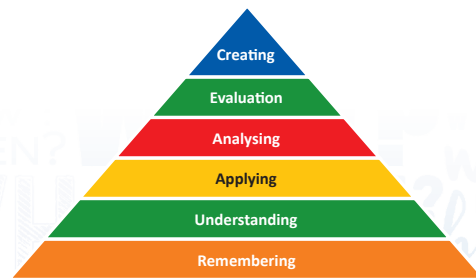 Creating
Evaluation
Analysing
Applying
Understanding
Remembering